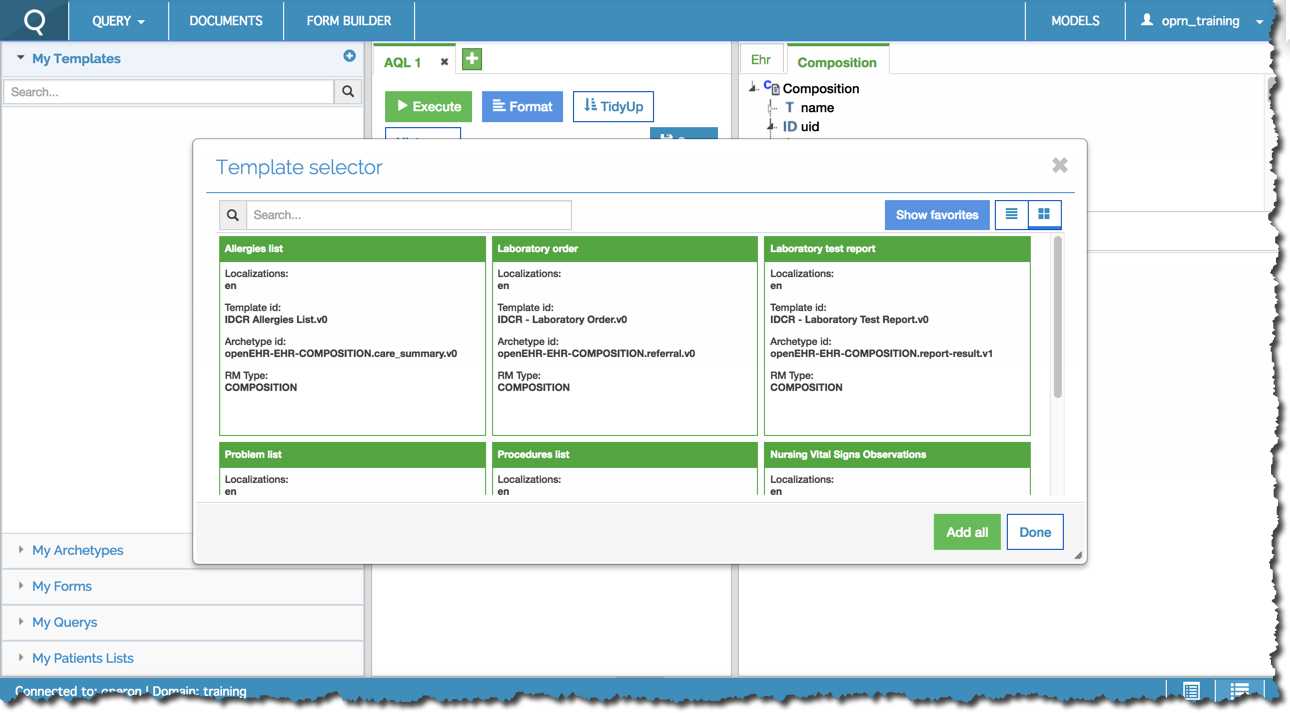 QUERY
DOCUMENTS
FORM BUILDER
MODELS
oprn_training
My Templates
Search...
AQL 1
Execute
Format
TidyUp
Ehr
Composition
Composition
T name
ID uid
Template selector
Search...
Show favorites
Allergies list
Localizations:
en
Template id:
IDCR Allergies List.v0
Archetype id:
openEHR-EHR-COMPOSITION.care_summary.v0
RM Type:
COMPOSITION
Laboratory order
Localizations:
en
Template id:
IDCR - Laboratory Order.v0
Archetype id:
openEHR-EHR-COMPOSITION.referral.v0
RM Type:
COMPOSITION
Laboratory test report
Localizations:
en
Template id:
IDCR - Laboratory Test Report.v0
Archetype id:
openEHR-EHR-COMPOSITION.report-result.v1
RM Type:
COMPOSITION
Problem list
Localizations:
en
Procedures list
Localizations:
en
Nursing Vital Signs Observations
Localizations:
en
Add all
Done
My Archetypes
My Forms
My Querys
My Patients Lists
Connected to: | Domain: training